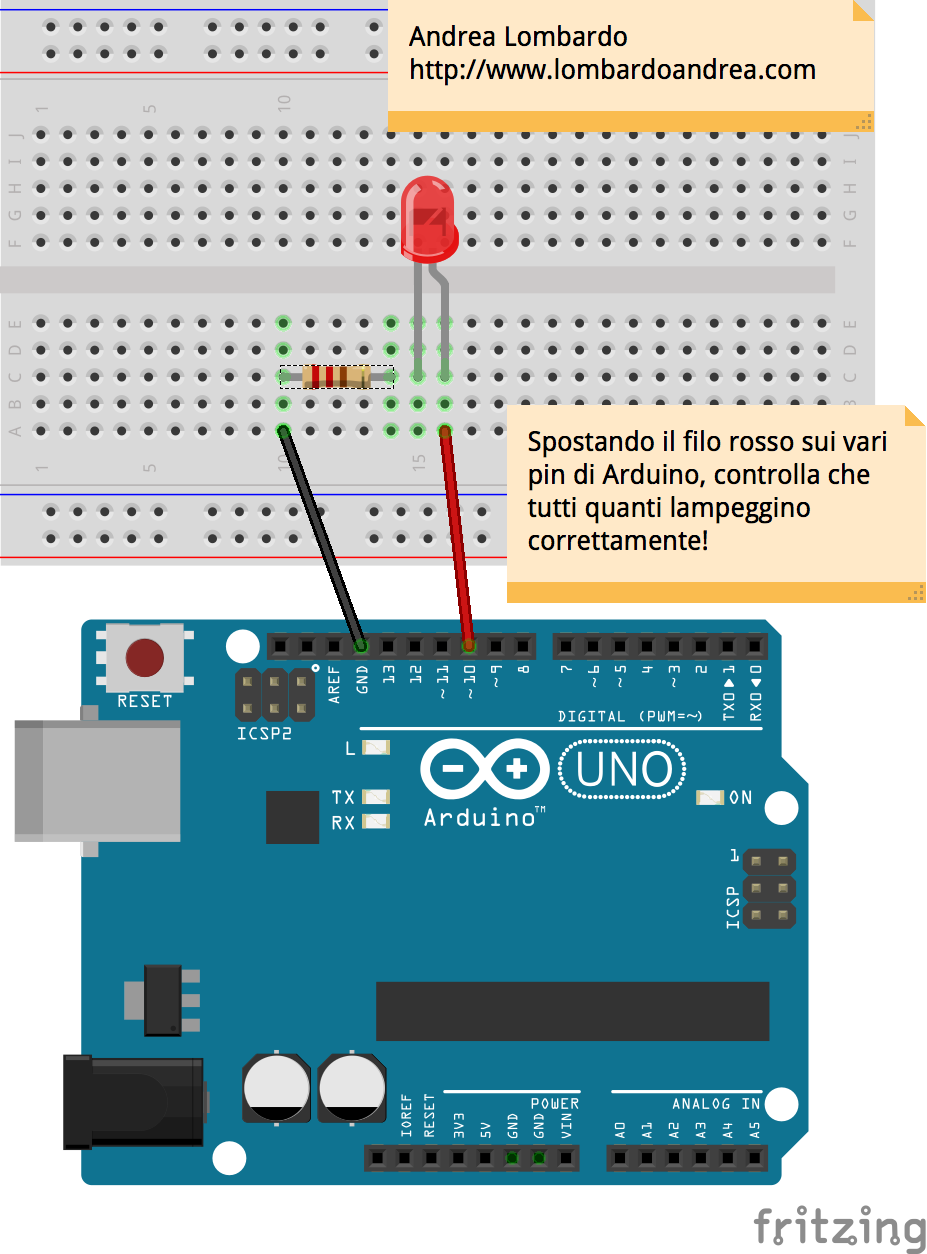 Andrea Lombardo
http://www.lombardoandrea.com
1 5 10
J J
I I
H H
G G
F F
E E
D D
C C
B B
A
1 5 10 15
Spostando il filo rosso sui vari
pin di Arduino, controlla che
tutti quanti lampeggino
correttamente!
RESET
ICSP2
AREF GND 13 12 ~11 ~10 ~9 8 7 ~6 ~5 4 ~3 2 TX0▶1 RX0◀0
DIGITAL (PWM=~)
L
TX
RX
Arduino™
UNO
ON
1
ICSP
POWER
ANALOG IN
IOREF RESET 3V3 5V GND GND VIN A0 A1 A2 A3 A4 A5
fritzing